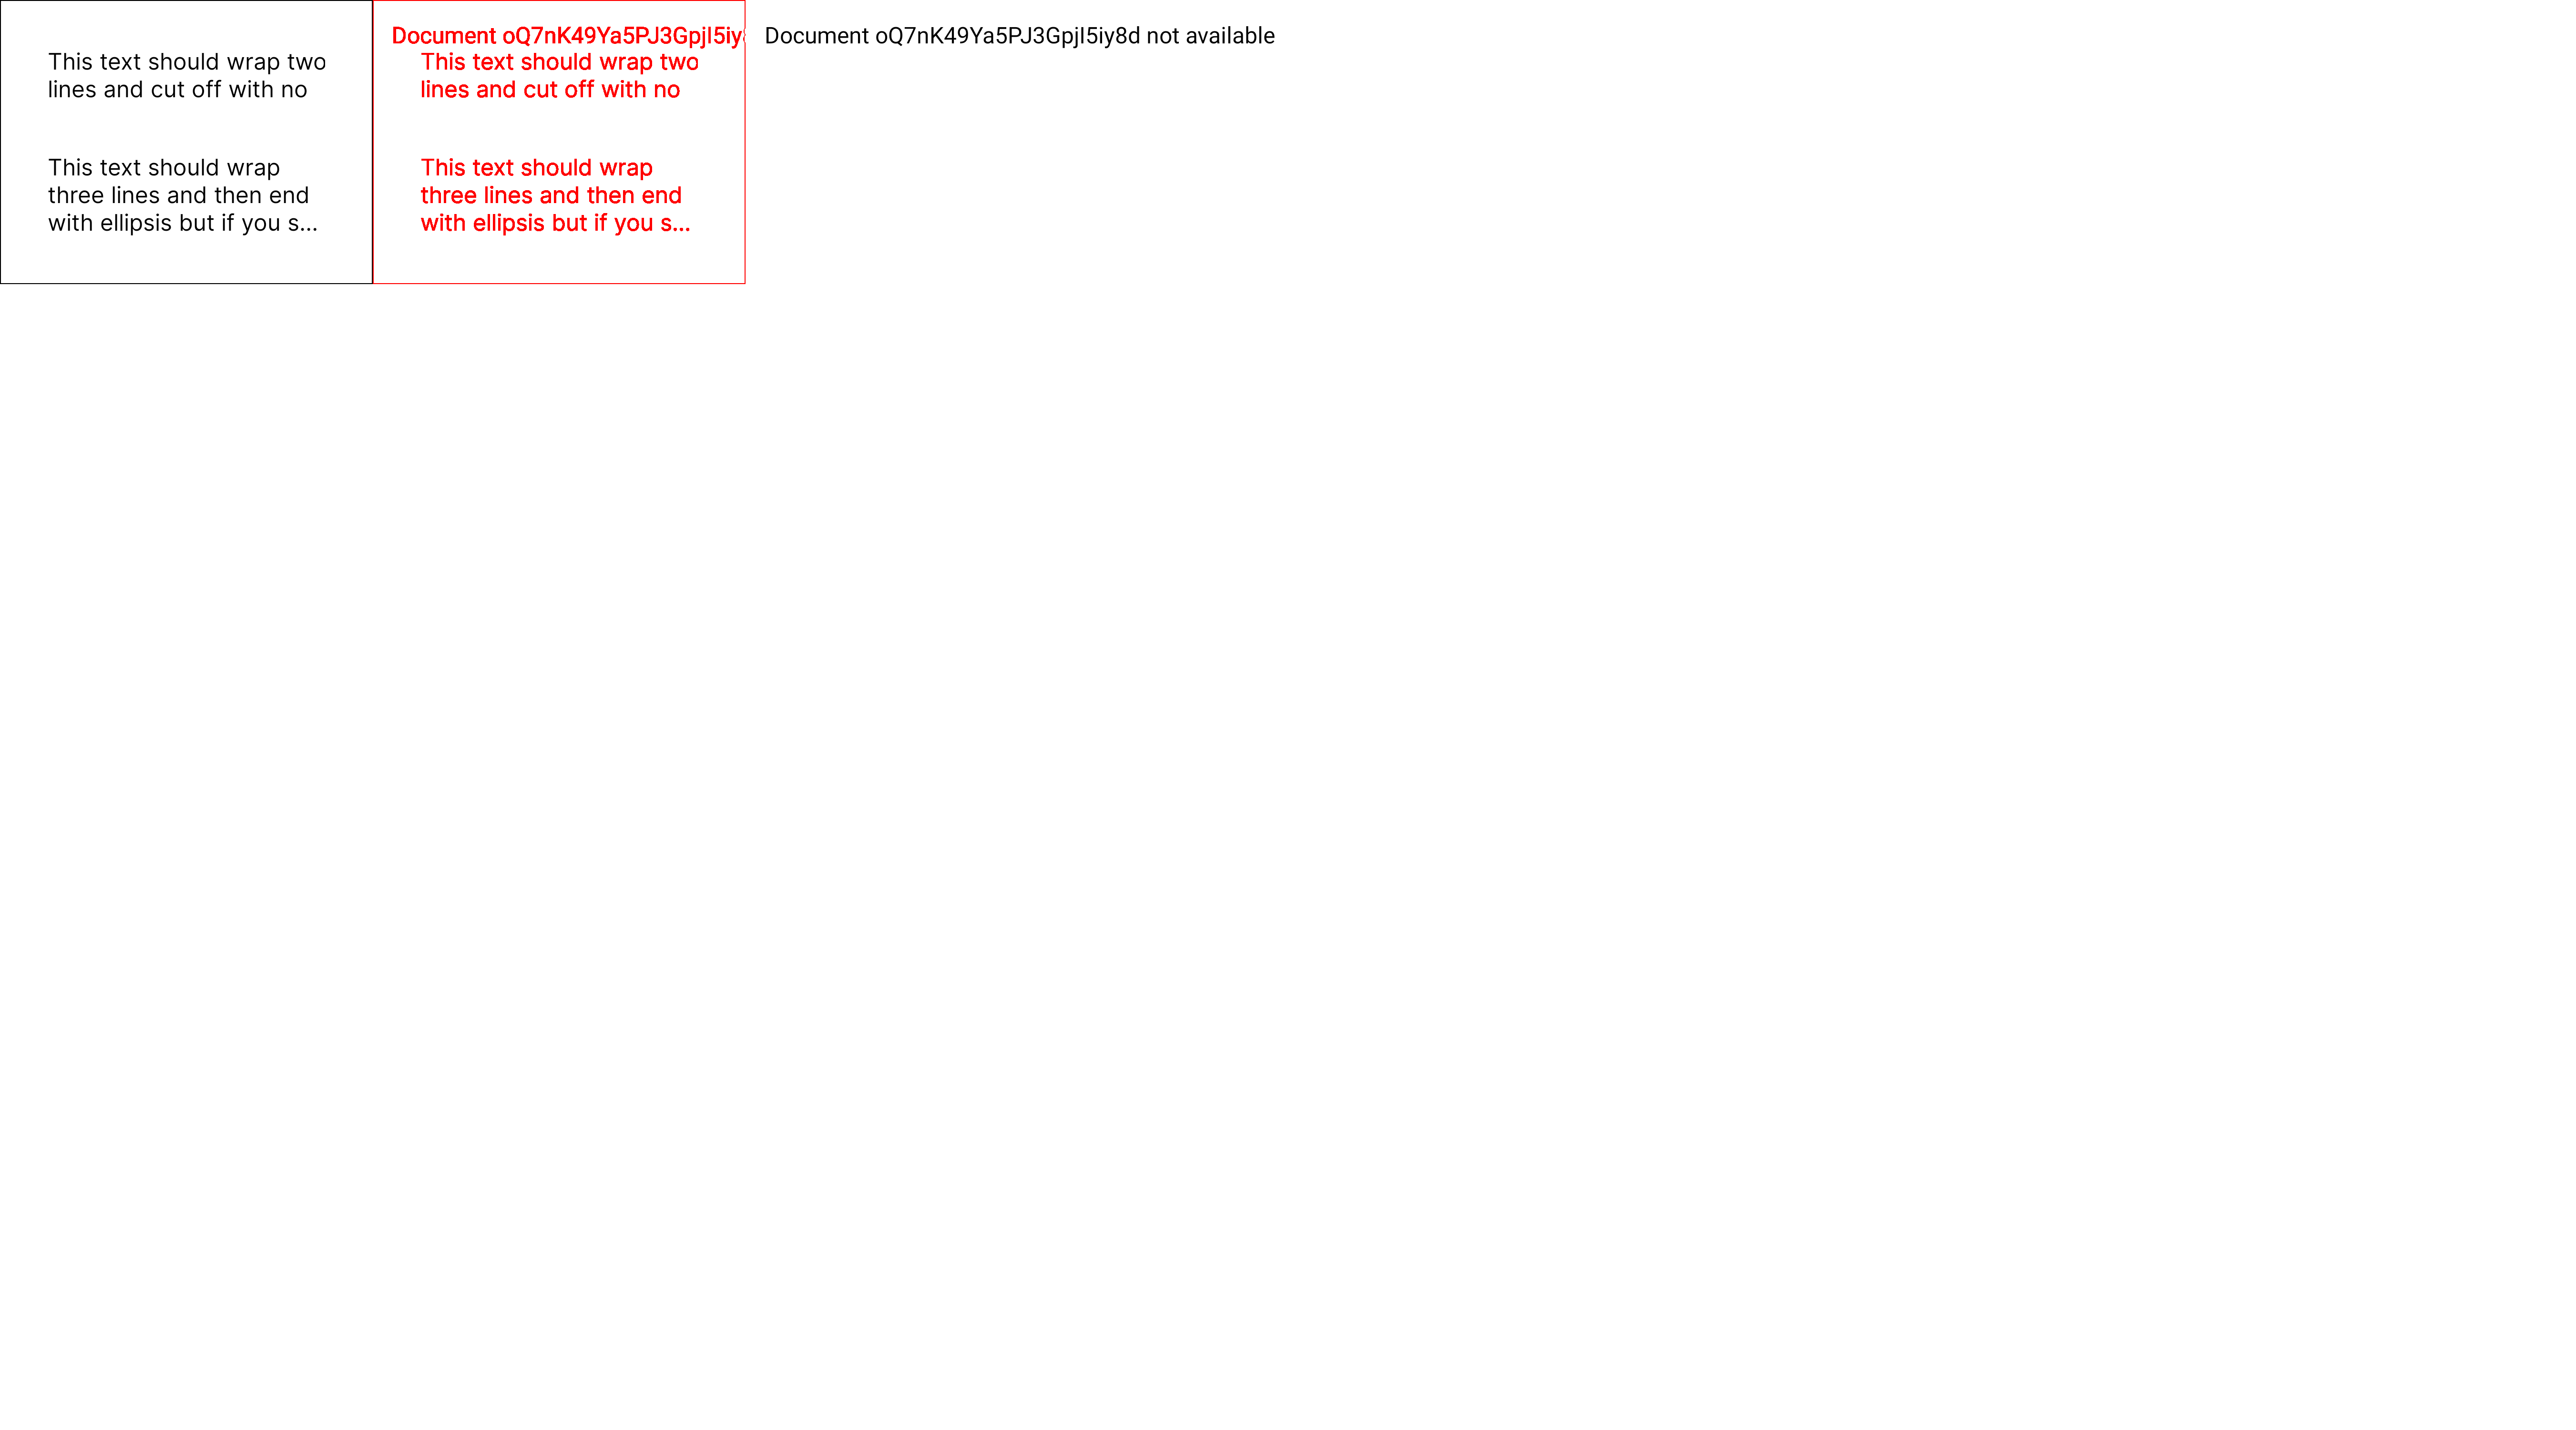 This text should wrap two
lines and cut off with no
This text should wrap
three lines and then end
with ellipsis but if you s...
Document oQ7nK49Ya5PJ3GpjI5iy
This text should wrap two
lines and cut off with no
This text should wrap
three lines and then end
with ellipsis but if you s...
Document oQ7nK49Ya5PJ3GpjI5iy8d not available